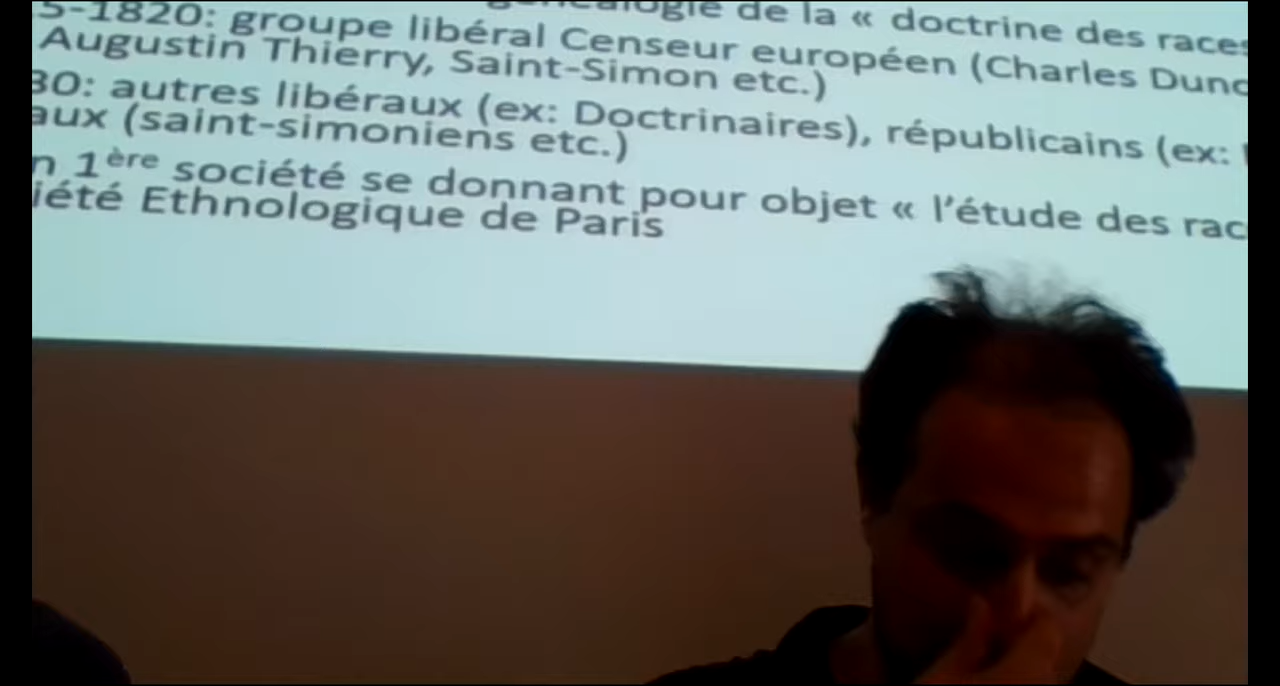 généalogie de la « doctrine des races
5-1820: groupe libéral Censeur européen (Charles Duno
Augustin Thierry, Saint-Simon etc.)
30: autres libéraux (ex: Doctrinaires), républicains (ex:
aux (saint-simoniens etc.)
n 1ère société se donnant pour objet « l’étude des rac
iété Ethnologique de Paris